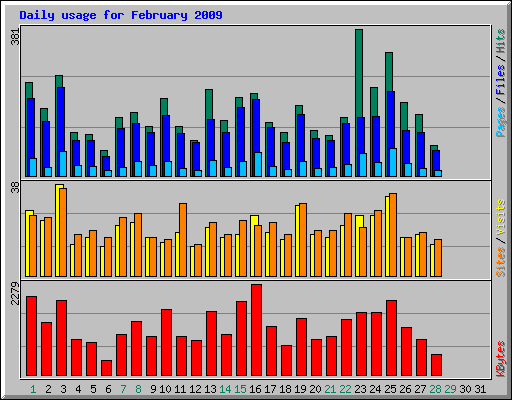 Daily usage for February 2009
381
Pages / Files / Hits
38
Sites / Visits
2279
KBytes
1 2 3 4 5 6 7 8 9 10 11 12 13 14 15 16 17 18 19 20 21 22 23 24 25 26 27 28 29 30 31